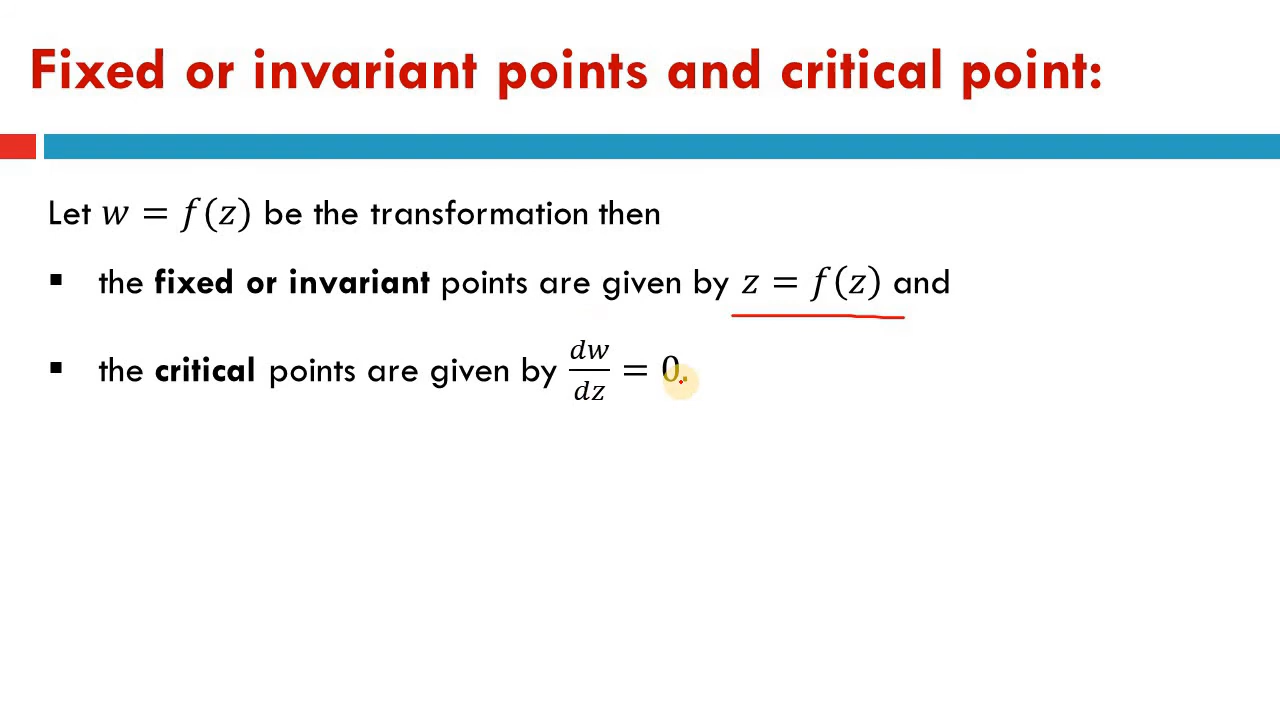 Fixed or invariant points and critical point:
Let w = f(z) be the transformation then
▪ the fixed or invariant points are given by z = f(z) and
▪ the critical points are given by dw/dz = 0.